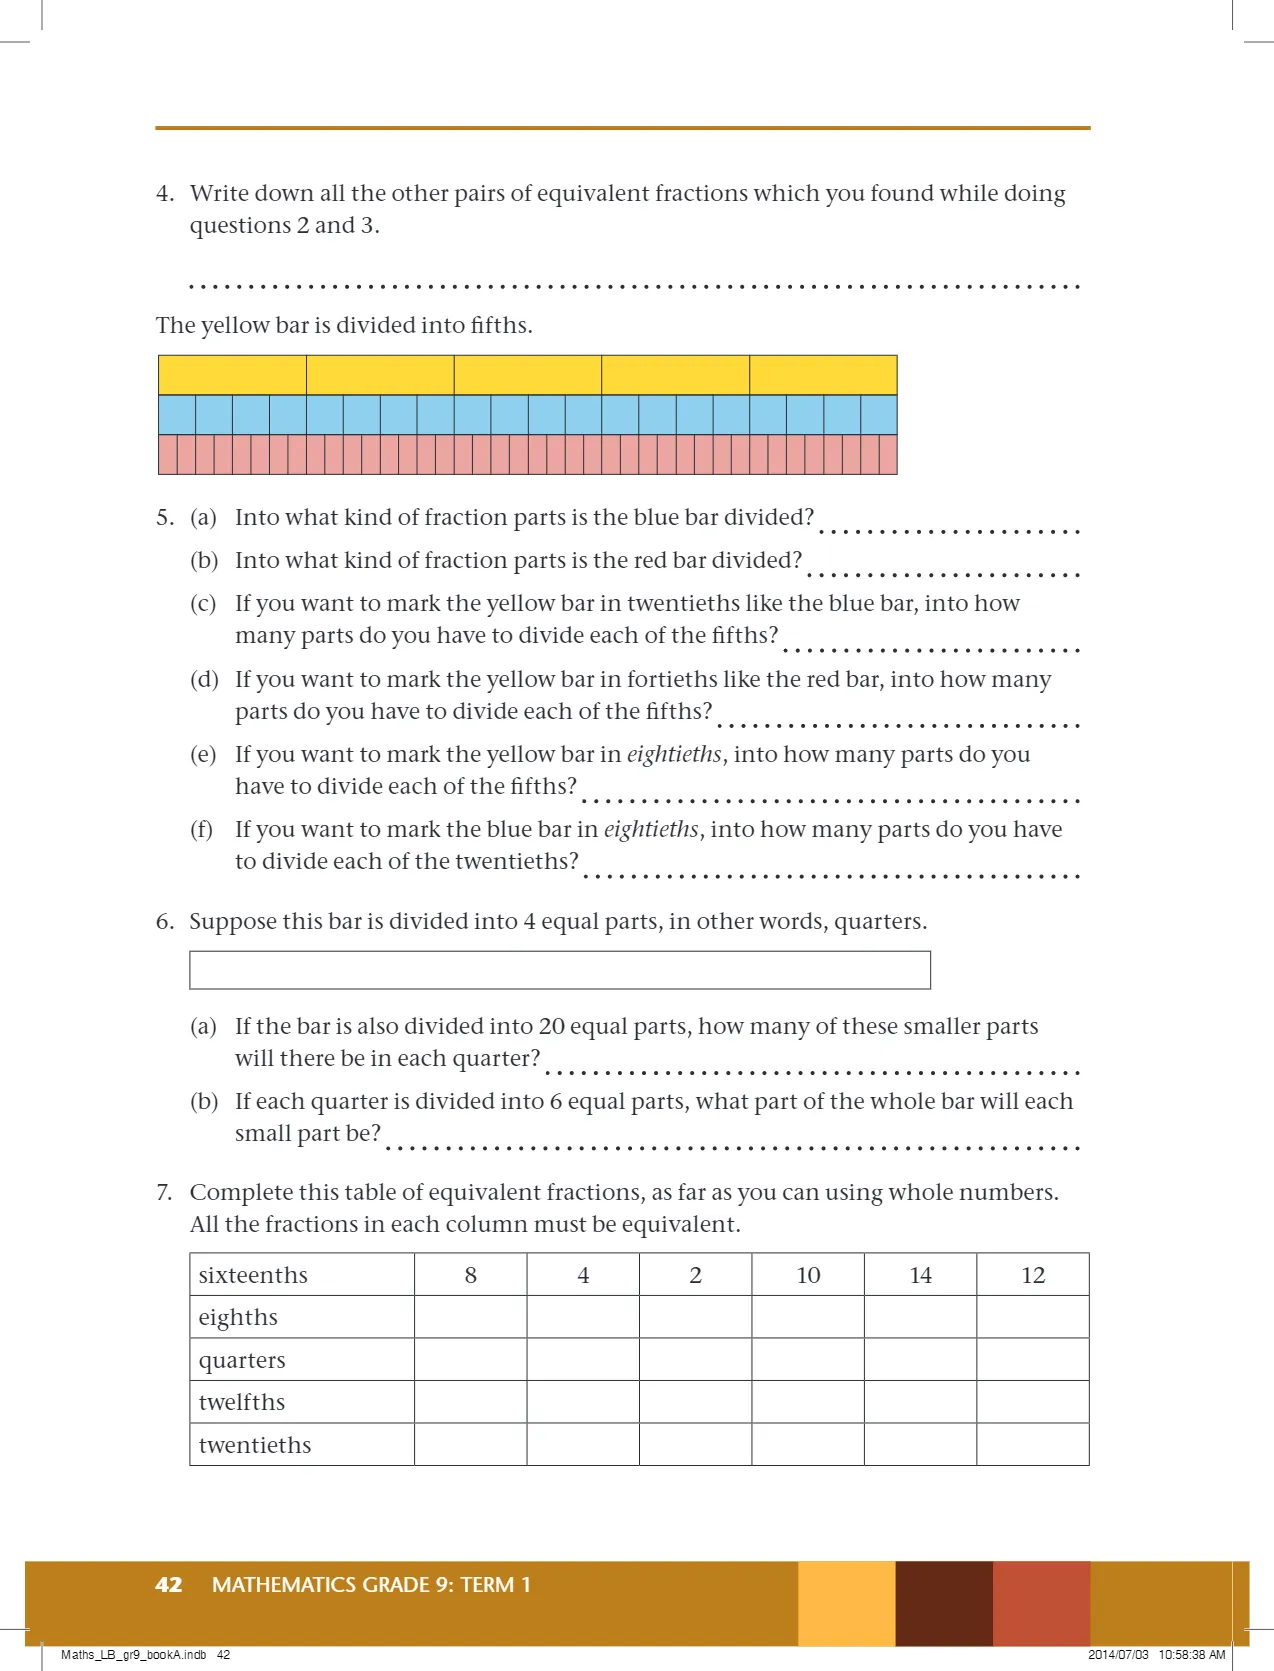 4. Write down all the other pairs of equivalent fractions which you found while doing
questions 2 and 3.
The yellow bar is divided into fifths.
5. (a) Into what kind of fraction parts is the blue bar divided?
(b) Into what kind of fraction parts is the red bar divided?
(c) If you want to mark the yellow bar in twentieths like the blue bar, into how
many parts do you have to divide each of the fifths?
(d) If you want to mark the yellow bar in fortieths like the red bar, into how many
parts do you have to divide each of the fifths?
(e) If you want to mark the yellow bar in eightieths, into how many parts do you
have to divide each of the fifths?
(f) If you want to mark the blue bar in eightieths, into how many parts do you have
to divide each of the twentieths?
6. Suppose this bar is divided into 4 equal parts, in other words, quarters.
(a) If the bar is also divided into 20 equal parts, how many of these smaller parts
will there be in each quarter?
(b) If each quarter is divided into 6 equal parts, what part of the whole bar will each
small part be?
7. Complete this table of equivalent fractions, as far as you can using whole numbers.
All the fractions in each column must be equivalent.
sixteenths 8 4 2 10 14 12
eighths
quarters
twelfths
twentieths
42 MATHEMATICS GRADE 9: TERM 1
Maths_LB_gr9_bookA.indb 42 2014/07/03 10:58:38 AM